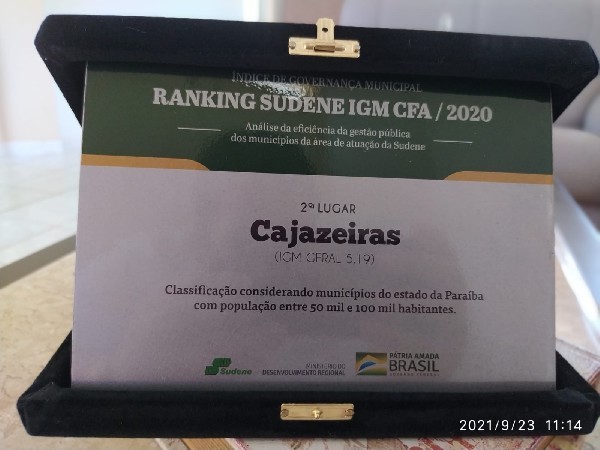 ÍNDICE DE GOVERNANÇA MUNICIPAL
RANKING SUDENE IGM CFA / 2020
Análise da eficiência da gestão pública
dos municípios da área de atuação da Sudene
2º LUGAR
Cajazeiras
(IGM GERAL 5,19)
Classificação considerando municípios do estado da Paraíba
com população entre 50 mil e 100 mil habitantes.
Sudene
MINISTÉRIO DO
DESENVOLVIMENTO REGIONAL
PÁTRIA AMADA
BRASIL
GOVERNO FEDERAL
2021/9/23 11:14